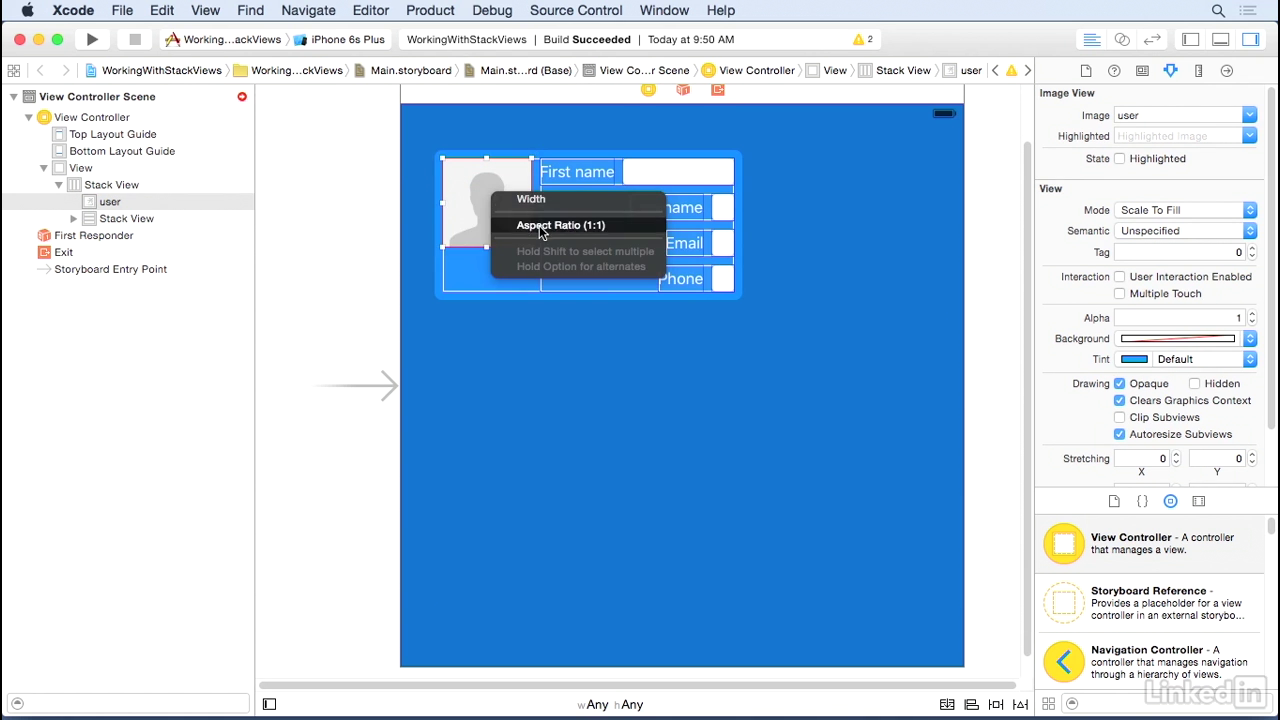 Xcode File Edit View Find Navigate Editor Product Debug Source Control Window Help
Working...ackViews iPhone 6s Plus WorkingWithStackViews Build Succeeded Today at 9:50 AM 2
WorkingWithStackViews Working...ckViews Main.storyboard Main.st...rd (Base) View Co...r Scene View Controller View Stack View user
View Controller Scene
View Controller
Top Layout Guide
Bottom Layout Guide
View
Stack View
user
Stack View
First Responder
Exit
Storyboard Entry Point
First name
name
Email
Phone
Width
Aspect Ratio (1:1)
Hold Shift to select multiple
Hold Option for alternates
wAny hAny
Image View
Image user
Highlighted Highlighted Image
State Highlighted
View
Mode Scale To Fill
Semantic Unspecified
Tag 0
Interaction User Interaction Enabled
Multiple Touch
Alpha 1
Background
Tint Default
Drawing Opaque Hidden
Clears Graphics Context
Clip Subviews
Autoresize Subviews
Stretching 0 0
X Y
View Controller - A controller
that manages a view.
Storyboard Reference -
Provides a placeholder for a view
controller in an external storybo...
Navigation Controller - A
controller that manages navigation
through a hierarchy of views.
Linked in